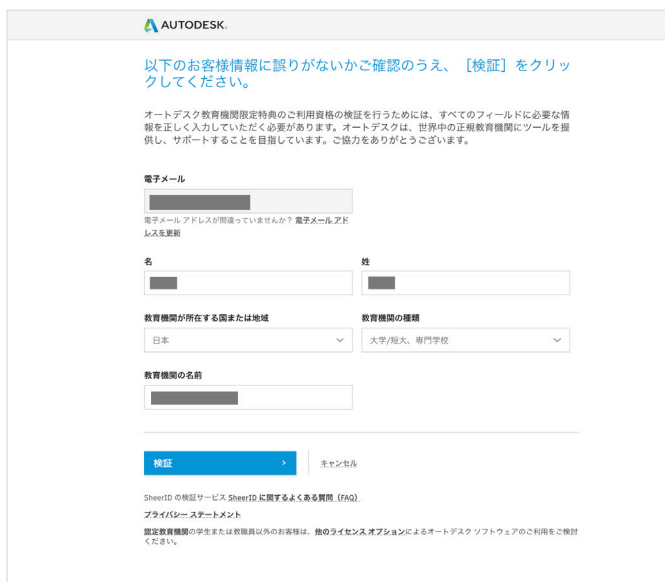 AUTODESK.
以下のお客様情報に誤りがないかご確認のうえ、［検証］をクリッ
クしてください。
オートデスク教育機関限定特典のご利用資格の検証を行うためには、すべてのフィールドに必要な情
報を正しく入力していただく必要があります。オートデスクは、世界中の正規教育機関にツールを提
供し、サポートすることを目指しています。ご協力をありがとうございます。
電子メール
電子メール アドレスが間違っていませんか？ 電子メール アド
レスを更新
名
姓
教育機関が所在する国または地域
教育機関の種類
日本
大学/短大、専門学校
教育機関の名前
検証
キャンセル
SheerID の検証サービス SheerID に関するよくある質問（FAQ）
プライバシー ステートメント
認定教育機関の学生または教職員以外のお客様は、他のライセンス オプションによるオートデスク ソフトウェアのご利用をご検討
ください。